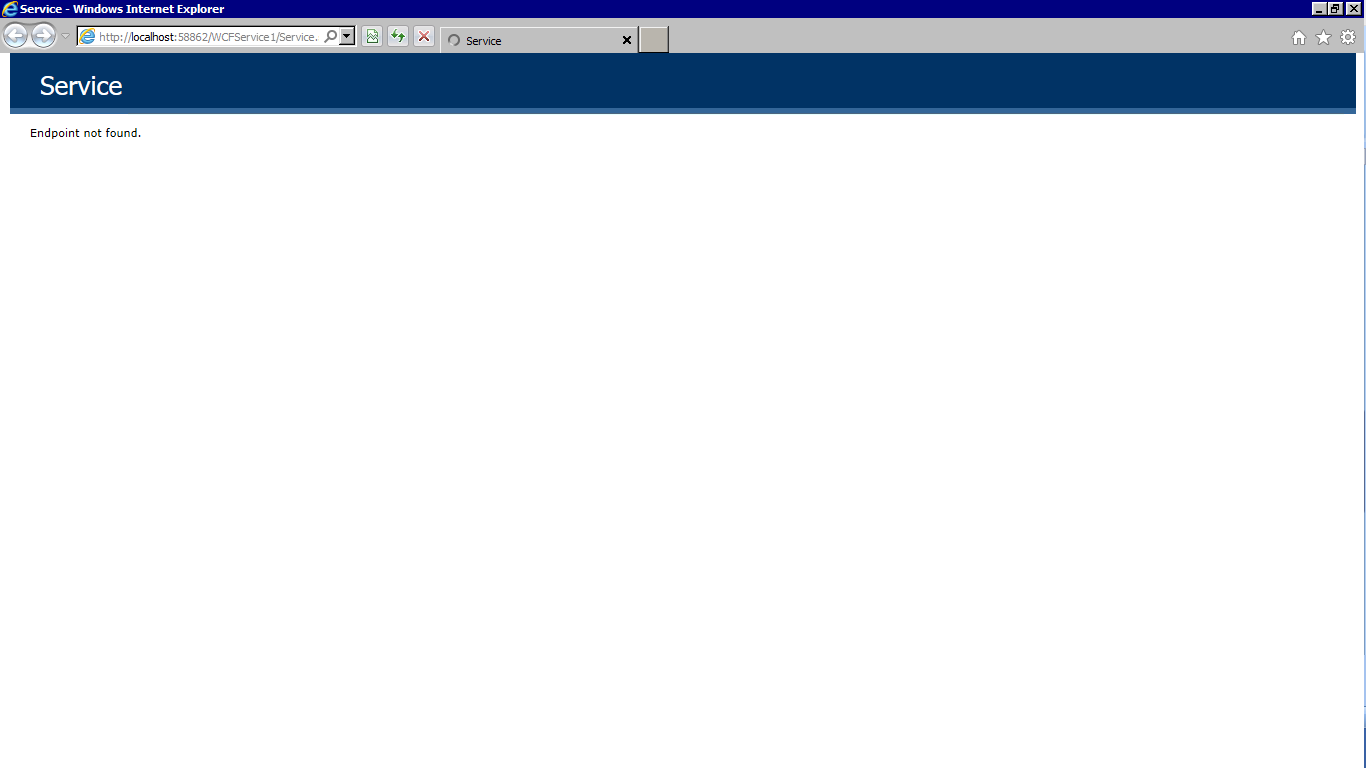 Service - Windows Internet Explorer
http://localhost:58862/WCFService1/Service.
Service
Service
Endpoint not found.